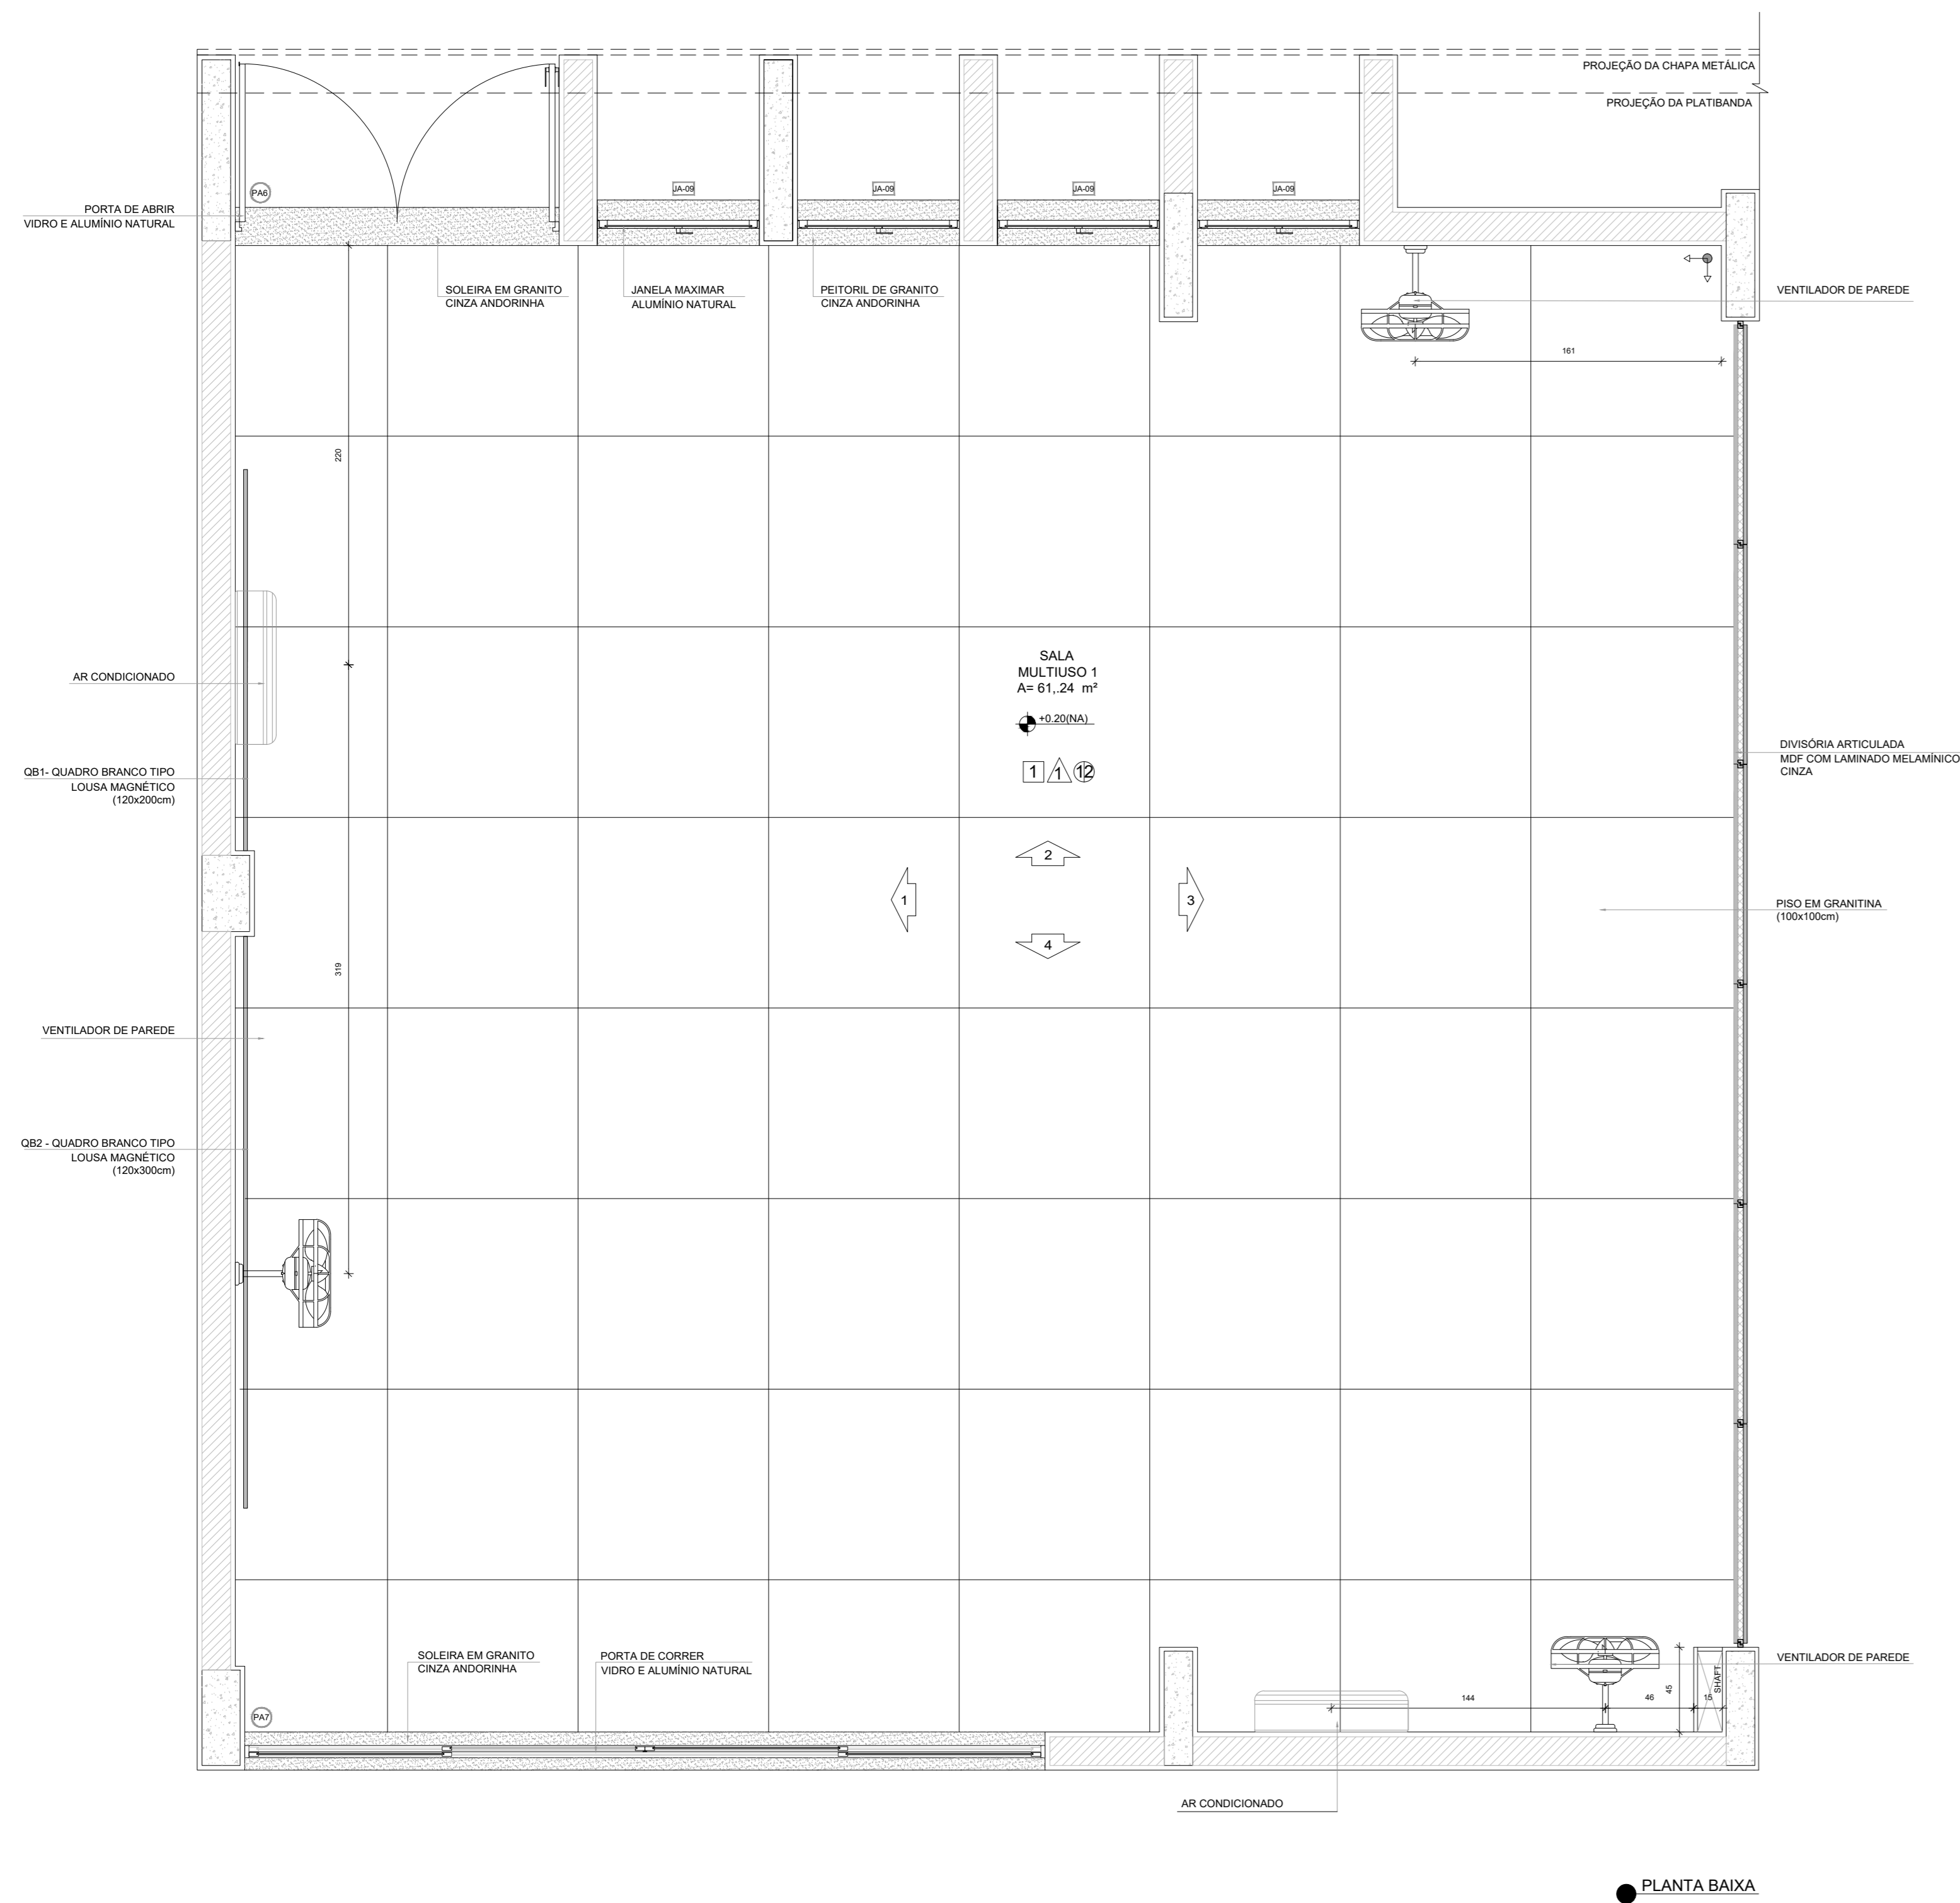 PROJEÇÃO DA CHAPA METÁLICA
PROJEÇÃO DA PLATIBANDA
PA6
JA-09
JA-09
JA-09
JA-09
PORTA DE ABRIR
VIDRO E ALUMÍNIO NATURAL
SOLEIRA EM GRANITO
CINZA ANDORINHA
JANELA MAXIMAR
ALUMÍNIO NATURAL
PEITORIL DE GRANITO
CINZA ANDORINHA
VENTILADOR DE PAREDE
161
220
SALA
MULTIUSO 1
A= 61,.24 m²
+0.20(NA)
1
1
12
AR CONDICIONADO
QB1- QUADRO BRANCO TIPO
LOUSA MAGNÉTICO
(120x200cm)
DIVISÓRIA ARTICULADA
MDF COM LAMINADO MELAMÍNICO
CINZA
2
1
3
4
PISO EM GRANITINA
(100x100cm)
319
VENTILADOR DE PAREDE
QB2 - QUADRO BRANCO TIPO
LOUSA MAGNÉTICO
(120x300cm)
SOLEIRA EM GRANITO
CINZA ANDORINHA
PORTA DE CORRER
VIDRO E ALUMÍNIO NATURAL
VENTILADOR DE PAREDE
PA7
144
46
45
15
SHAFT
AR CONDICIONADO
PLANTA BAIXA